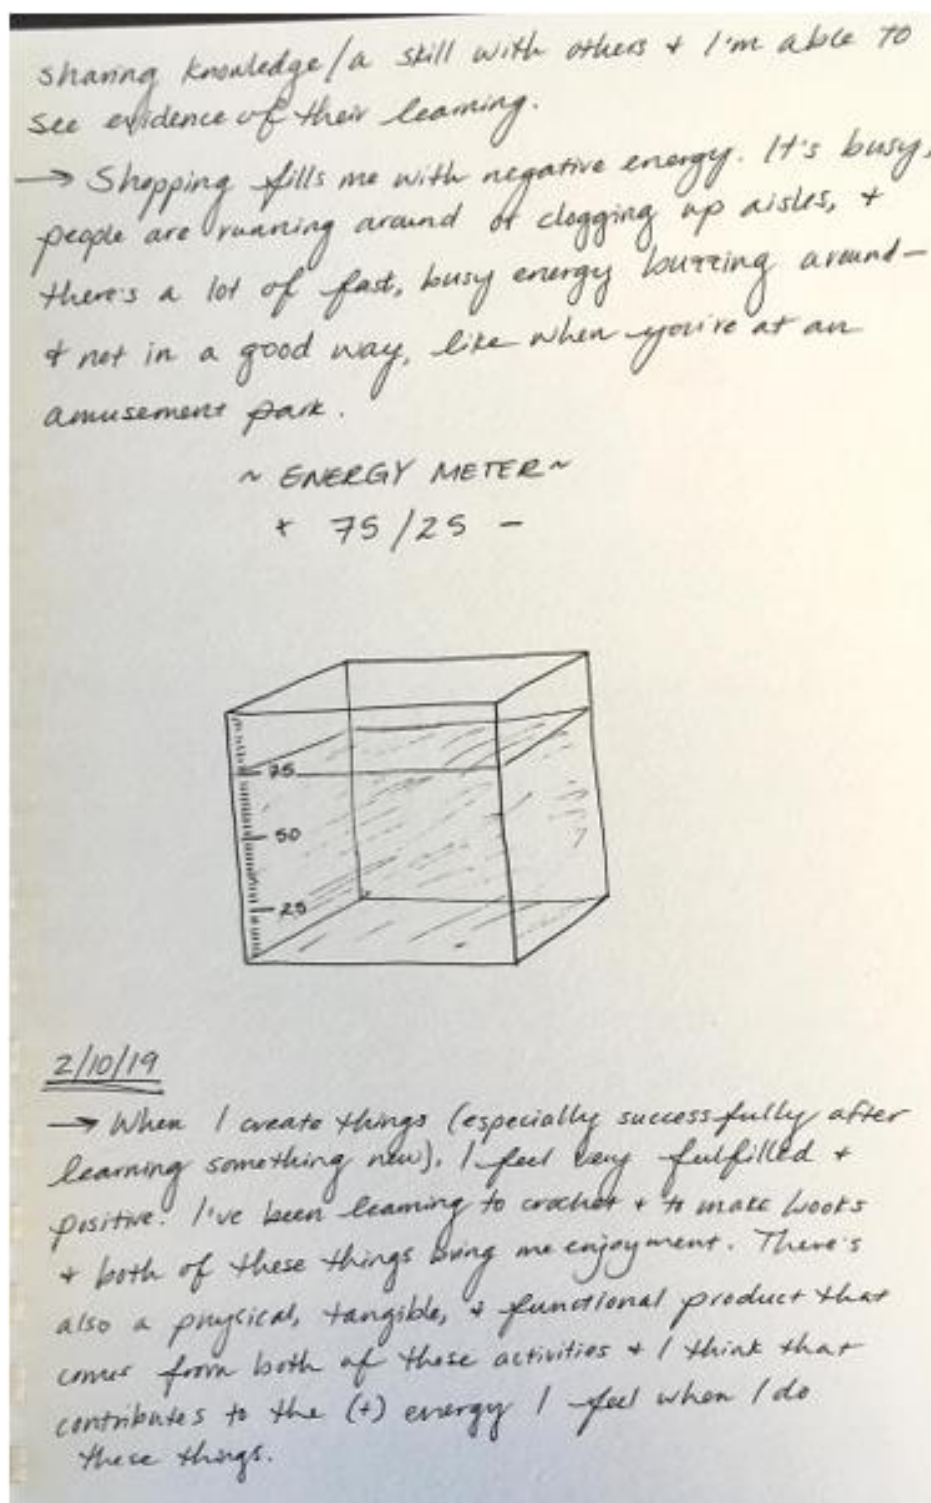 sharing knowledge/a skill with others + I'm able to
see evidence of their learning.
→ Shopping fills me with negative energy. It's busy,
people are running around or clogging up aisles, +
there's a lot of fast, busy energy buzzing around—
+ not in a good way, like when you're at an
amusement park.
~ ENERGY METER ~
+ 75/25 −
75
50
25
2/10/19
→ When I create things (especially successfully after
learning something new), I feel very fulfilled +
positive. I've been learning to crochet + to make books
+ both of these things bring me enjoyment. There's
also a physical, tangible, + functional product that
comes from both of these activities + I think that
contributes to the (+) energy I feel when I do
these things.